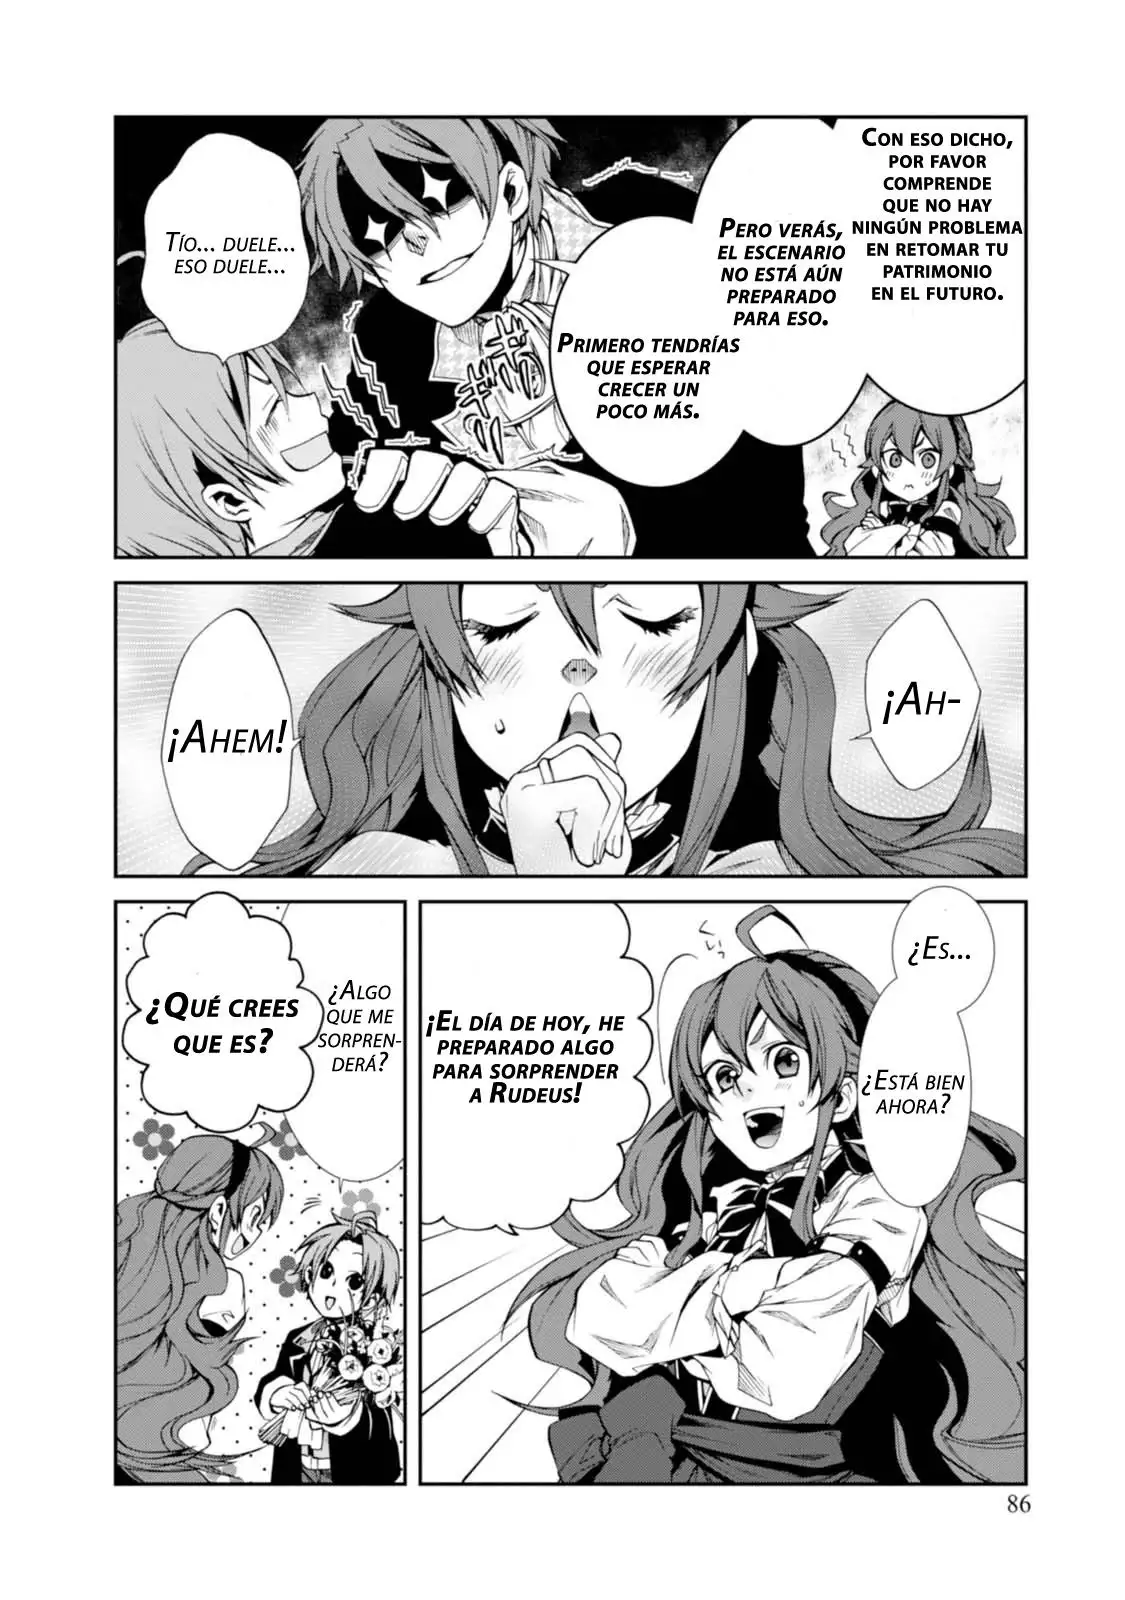 CON ESO DICHO,
POR FAVOR
COMPRENDE
QUE NO HAY
NINGÚN PROBLEMA
EN RETOMAR TU
PATRIMONIO
EN EL FUTURO.
PERO VERÁS,
EL ESCENARIO
NO ESTÁ AÚN
PREPARADO
PARA ESO.
PRIMERO TENDRÍAS
QUE ESPERAR
CRECER UN
POCO MÁS.
TÍO... DUELE...
ESO DUELE...
¡AH-
¡AHEM!
¿ES...
¿ESTÁ BIEN
AHORA?
¡EL DÍA DE HOY, HE
PREPARADO ALGO
PARA SORPRENDER
A RUDEUS!
¿ALGO
QUE ME
SORPREN-
DERÁ?
¿QUÉ CREES
QUE ES?
86